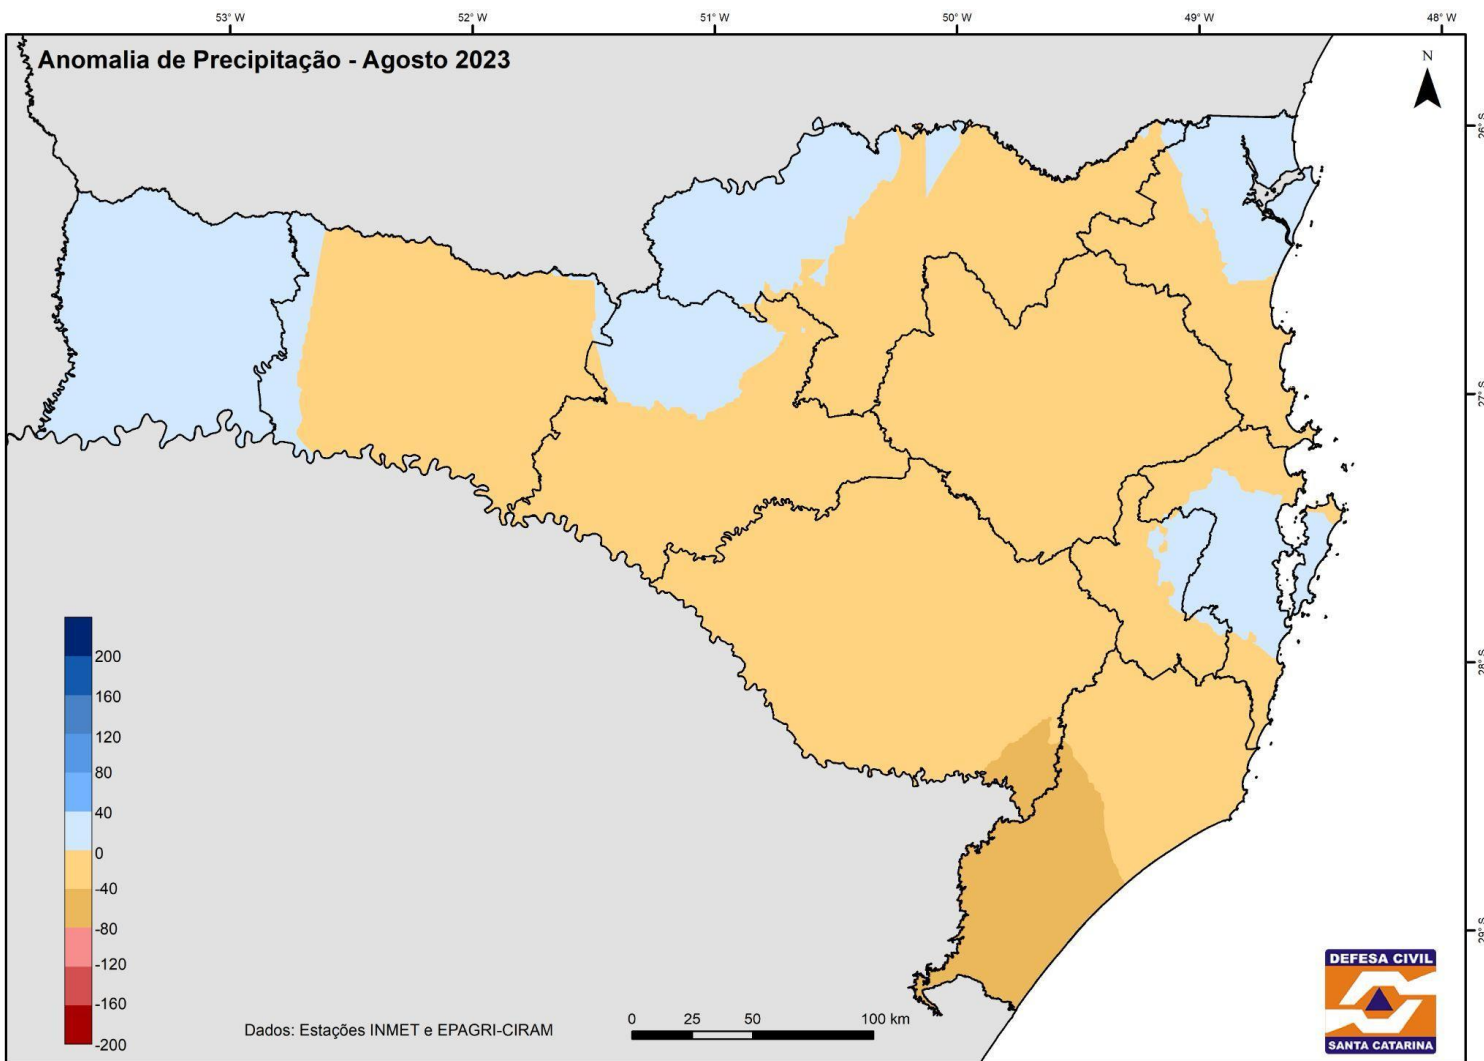 53° W
52° W
51° W
50° W
49° W
48° W
Anomalia de Precipitação - Agosto 2023
N
26° S
27° S
28° S
29° S
200
160
120
80
40
0
-40
-80
-120
-160
-200
Dados: Estações INMET e EPAGRI-CIRAM
0 25 50 100 km
DEFESA CIVIL
SANTA CATARINA